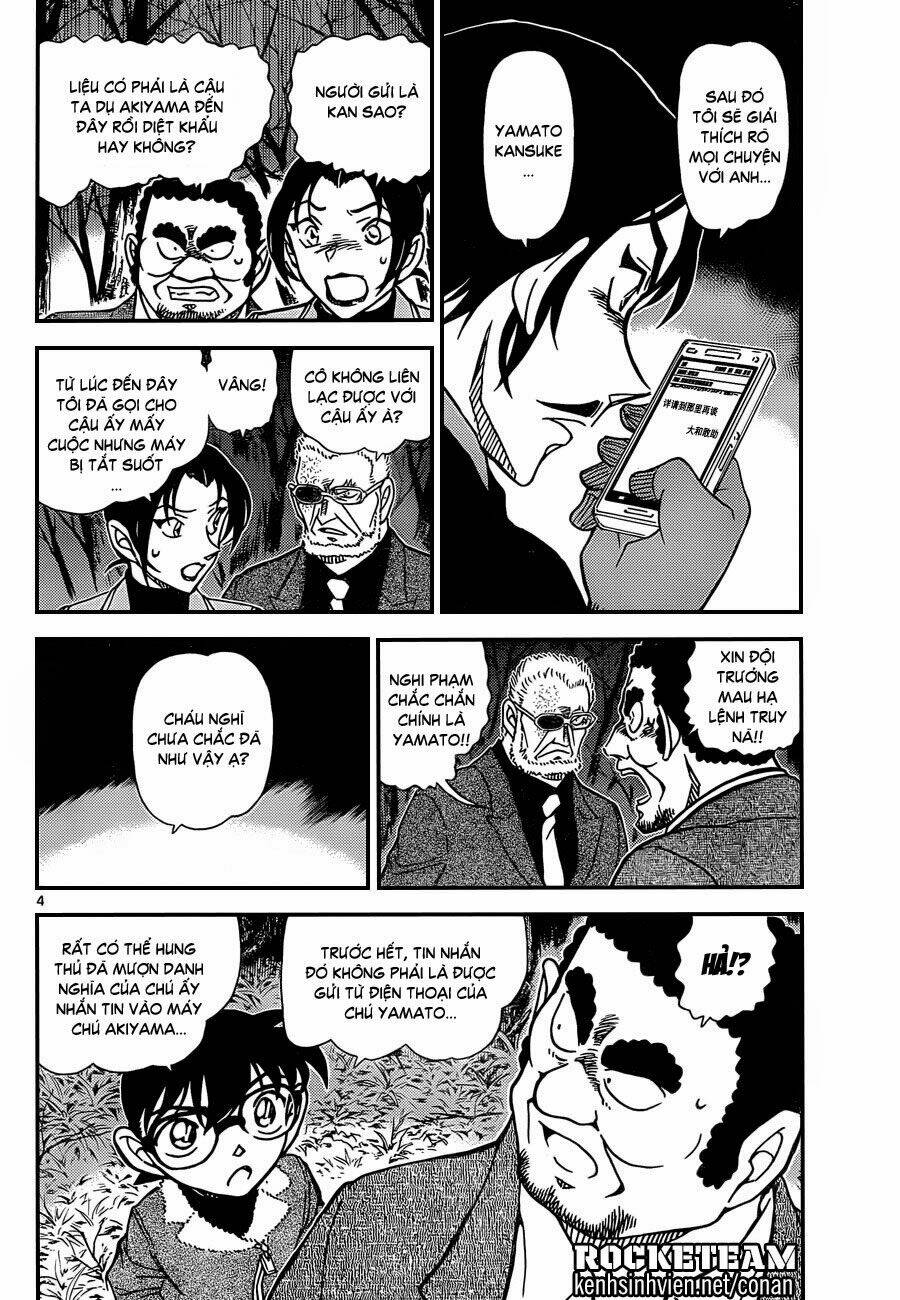 SAU ĐÓ
TÔI SẼ GIẢI
THÍCH RÕ
MỌI CHUYỆN
VỚI ANH...
YAMATO
KANSUKE
...
详请到那里再谈
大和敢助
NGƯỜI GỬI LÀ
KAN SAO?
LIỆU CÓ PHẢI LÀ CẬU
TA DỤ AKIYAMA ĐẾN
ĐÂY RỒI DIỆT KHẨU
HAY KHÔNG?
CÔ KHÔNG LIÊN
LẠC ĐƯỢC VỚI
CẬU ẤY À?
VÂNG!
TỪ LÚC ĐẾN ĐÂY
TÔI ĐÃ GỌI CHO
CẬU ẤY MẤY
CUỘC NHƯNG MÁY
BỊ TẮT SUỐT
...
XIN ĐỘI
TRƯỞNG
MAU HẠ
LỆNH TRUY
NÃ!!
NGHI PHẠM
CHẮC CHẮN
CHÍNH LÀ
YAMATO!!
CHÁU NGHĨ
CHƯA CHẮC ĐÃ
NHƯ VẬY Ạ?
4
HẢ!?
TRƯỚC HẾT, TIN NHẮN
ĐÓ KHÔNG PHẢI LÀ ĐƯỢC
GỬI TỪ ĐIỆN THOẠI CỦA
CHÚ YAMATO...
RẤT CÓ THỂ HUNG
THỦ ĐÃ MƯỢN DANH
NGHĨA CỦA CHÚ ẤY
NHẮN TIN VÀO MÁY
CHÚ AKIYAMA...
ROCKETEAM
kenhsinhvien.net/conan